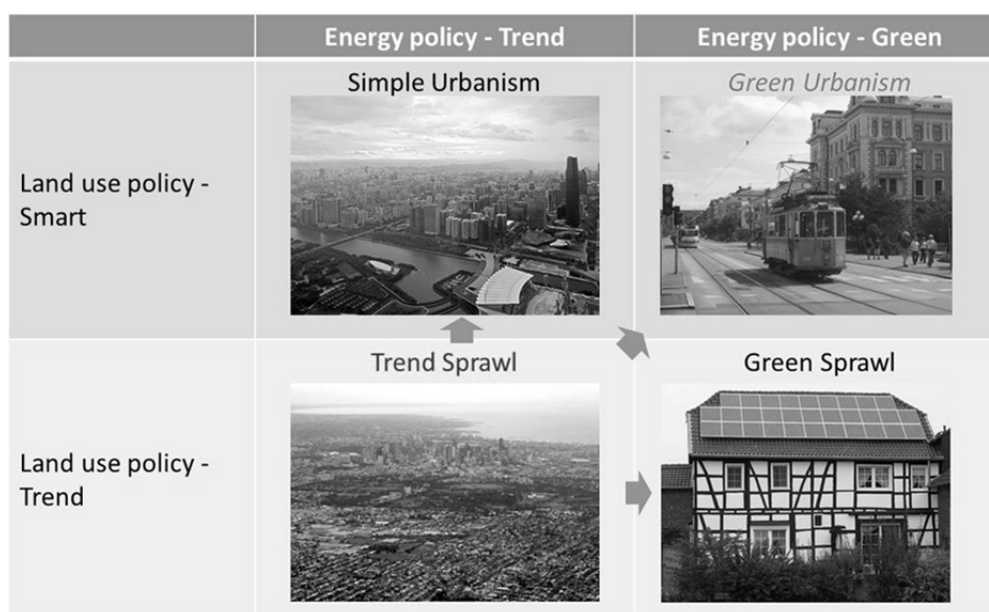 Energy policy - Trend
Energy policy - Green
Land use policy -
Smart
Simple Urbanism
Green Urbanism
Land use policy -
Trend
Trend Sprawl
Green Sprawl